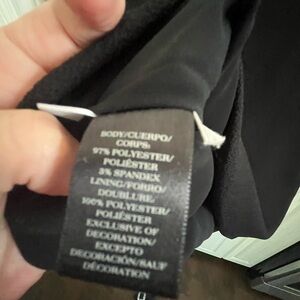 BODY/CUERPO/
CORPS:
97% POLYESTER/
POLIÉSTER
3% SPANDEX
LINING/FORRO/
DOUBLURE
100% POLYESTER/
POLIÉSTER
EXCLUSIVE OF
DECORATION/
EXCEPTO
DECORACIÓN/SAUF
DÉCORATION